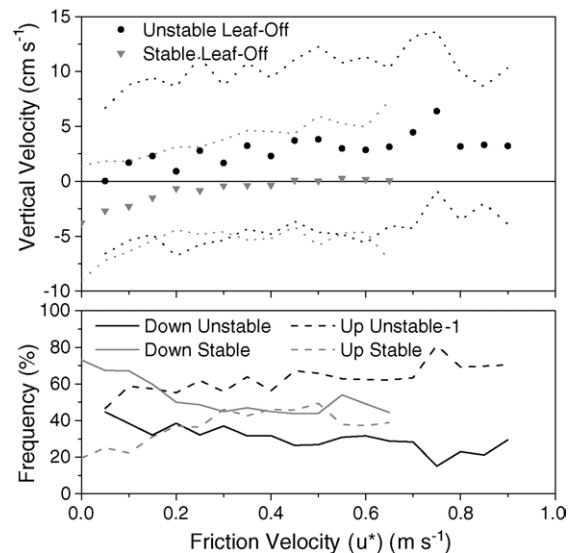 15
Unstable Leaf-Off
Stable Leaf-Off
10
5
0
-5
-10
Vertical Velocity (cm s⁻¹)
100
Down Unstable
Up Unstable-1
Down Stable
Up Stable
80
60
40
20
0
Frequency (%)
0.0
0.2
0.4
0.6
0.8
1.0
Friction Velocity (u*) (m s⁻¹)